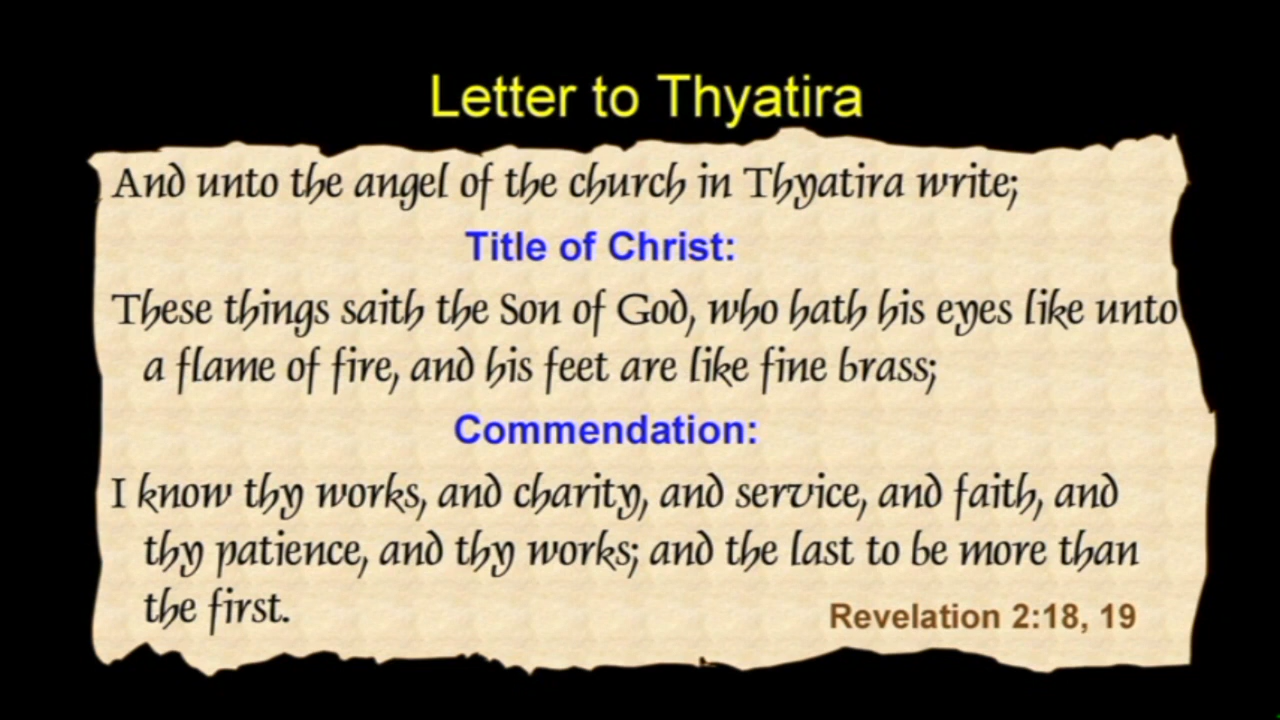 Letter to Thyatira
And unto the angel of the church in Thyatira write;
Title of Christ:
These things saith the Son of God, who hath his eyes like unto
a flame of fire, and his feet are like fine brass;
Commendation:
I know thy works, and charity, and service, and faith, and
thy patience, and thy works; and the last to be more than
the first.
Revelation 2:18, 19